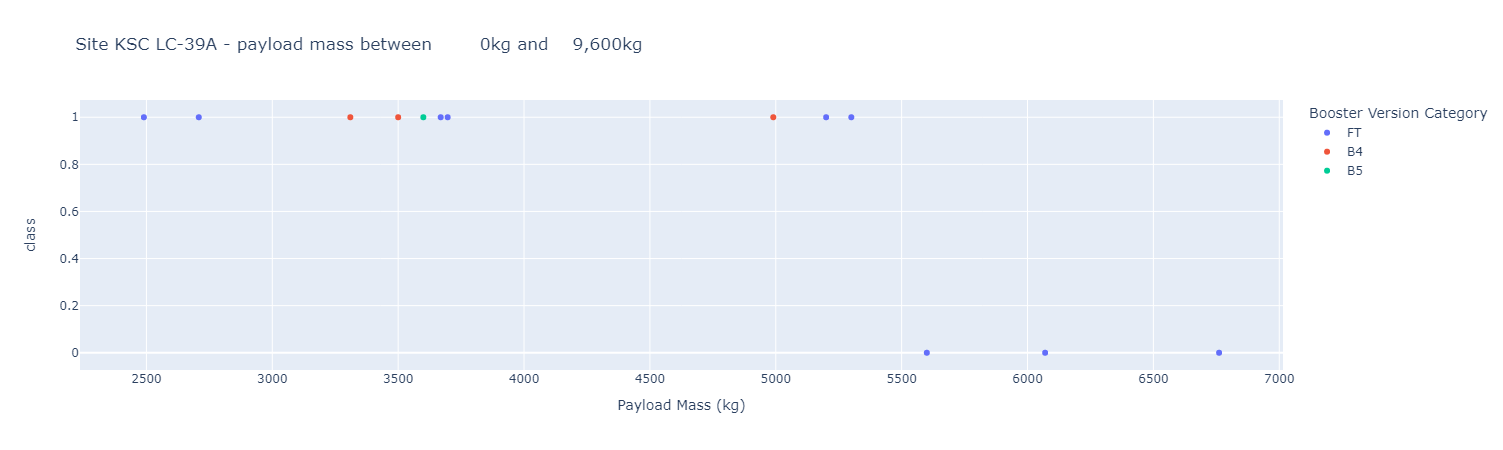 Site KSC LC-39A - payload mass between 0kg and 9,600kg
Booster Version Category
FT
B4
B5
class
1
0.8
0.6
0.4
0.2
0
2500 3000 3500 4000 4500 5000 5500 6000 6500 7000
Payload Mass (kg)